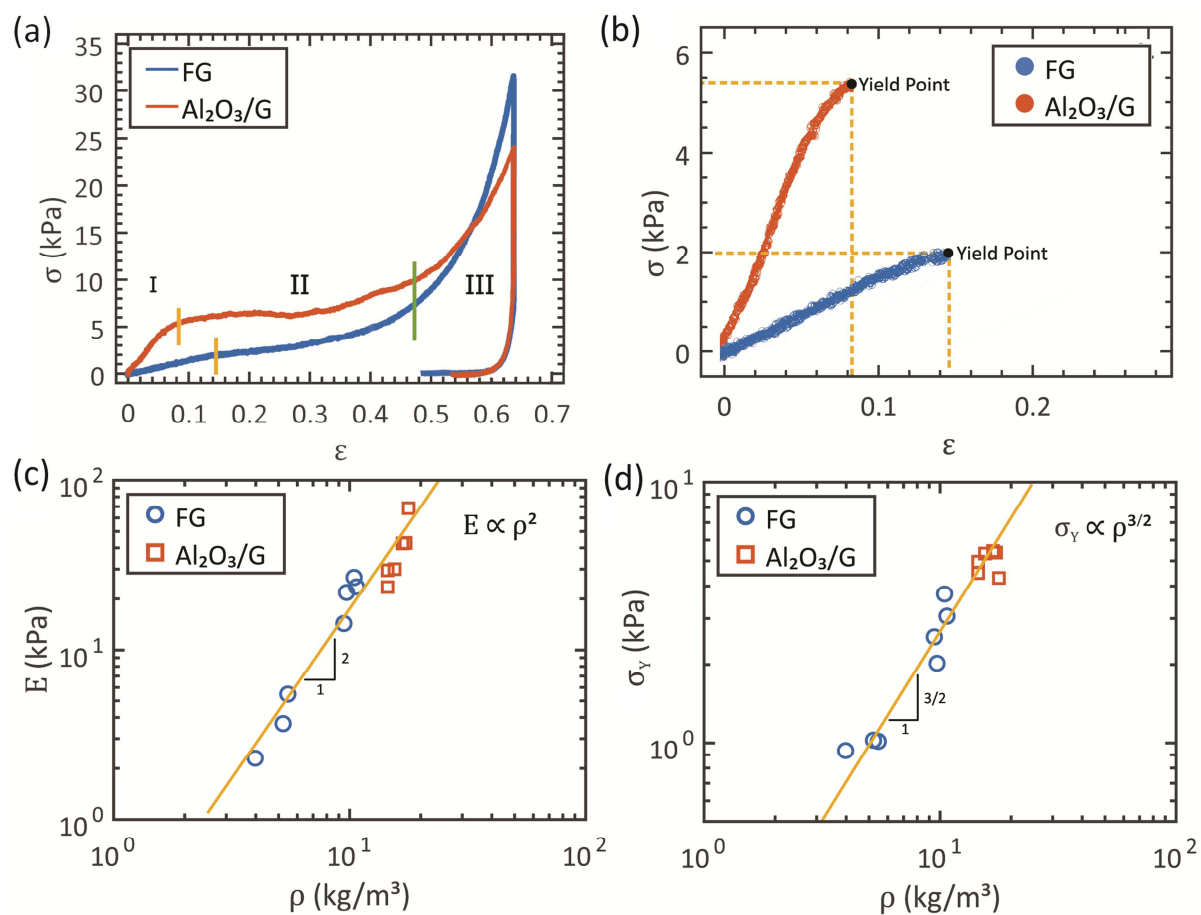 (a)
35
30
25
20
15
10
5
0
σ (kPa)
FG
Al₂O₃/G
I
II
III
0
0.1
0.2
0.3
0.4
0.5
0.6
0.7
ε
(b)
6
4
2
0
σ (kPa)
FG
Al₂O₃/G
Yield Point
Yield Point
0
0.1
0.2
ε
(c)
10²
10¹
10⁰
E (kPa)
FG
Al₂O₃/G
E ∝ ρ²
2
1
10⁰
10¹
10²
ρ (kg/m³)
(d)
10¹
10⁰
σY (kPa)
FG
Al₂O₃/G
σY ∝ ρ³/²
3/2
1
10⁰
10¹
10²
ρ (kg/m³)